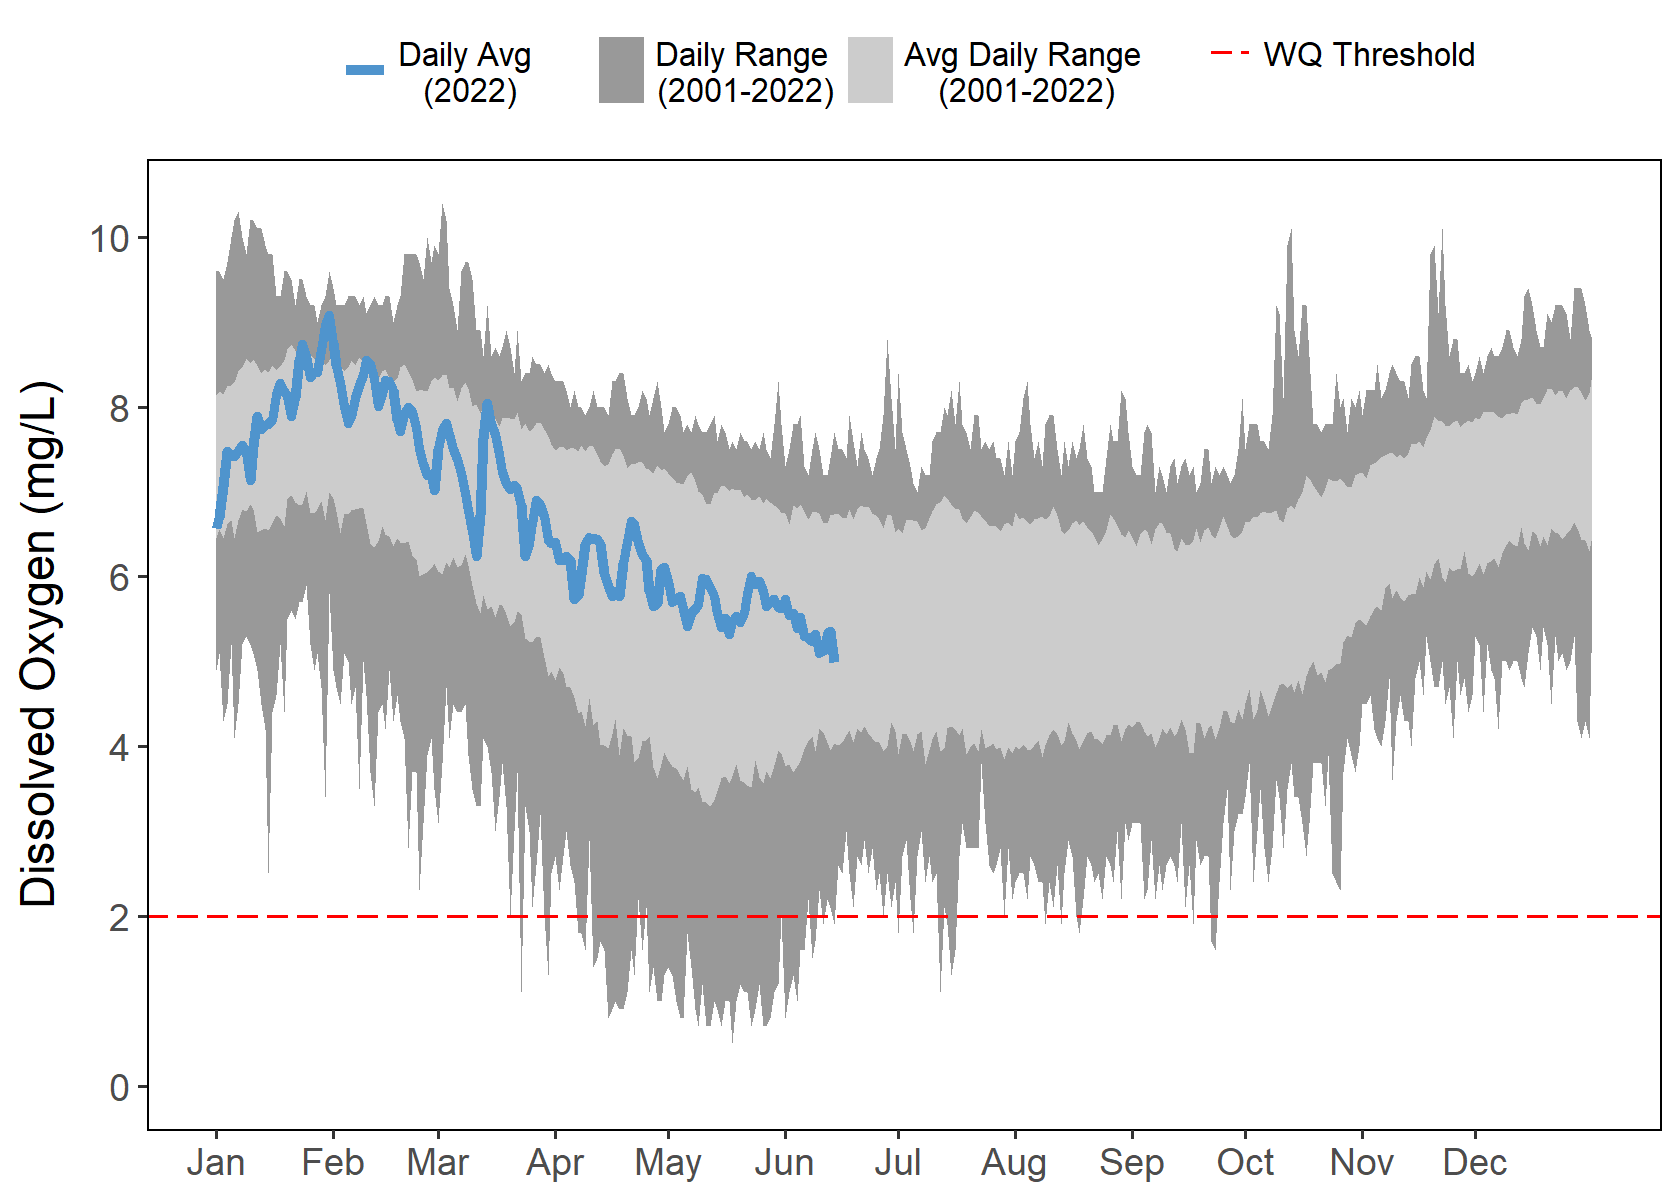 Daily Avg
(2022)
Daily Range
(2001-2022)
Avg Daily Range
(2001-2022)
WQ Threshold
Dissolved Oxygen (mg/L)
10
8
6
4
2
0
Jan Feb Mar Apr May Jun Jul Aug Sep Oct Nov Dec